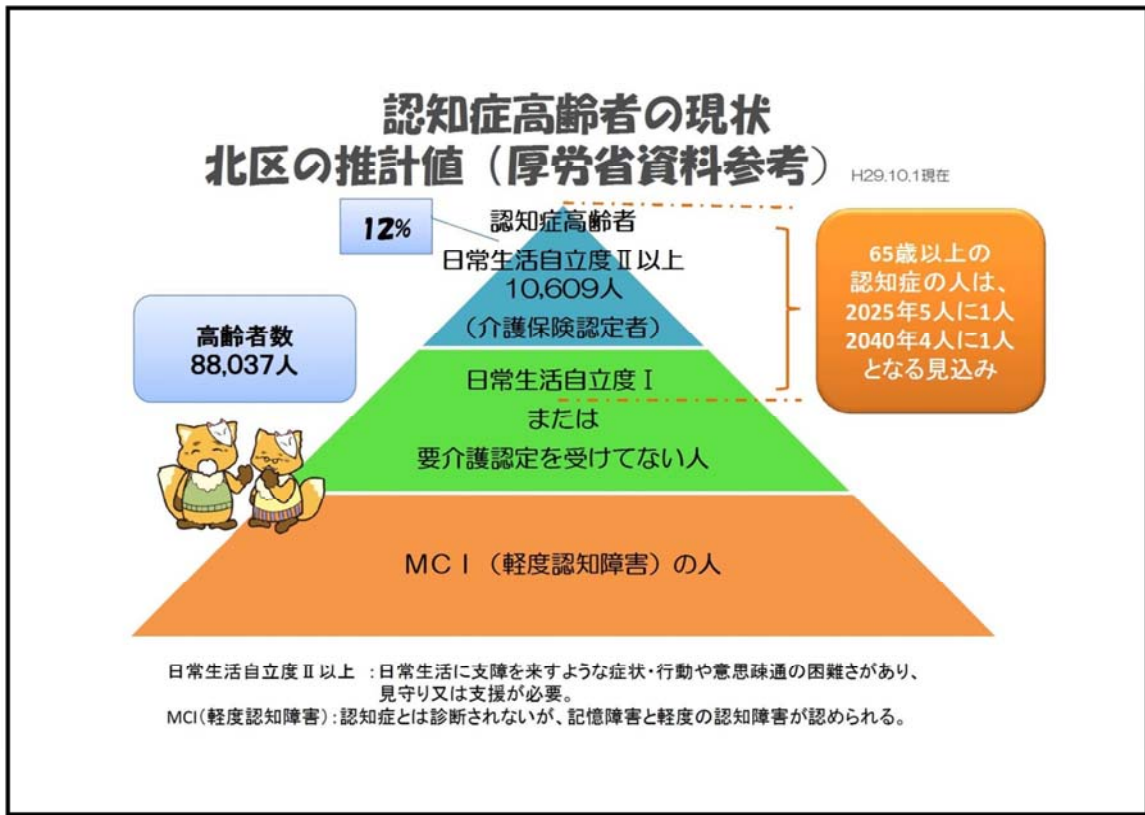 認知症高齢者の現状
北区の推計値（厚労省資料参考）
H29.10.1現在
12%
認知症高齢者
日常生活自立度Ⅱ以上
10,609人
（介護保険認定者）
65歳以上の
認知症の人は、
2025年5人に1人
2040年4人に1人
となる見込み
高齢者数
88,037人
日常生活自立度Ⅰ
または
要介護認定を受けてない人
ＭＣＩ（軽度認知障害）の人
日常生活自立度Ⅱ以上 ：日常生活に支障を来すような症状・行動や意思疎通の困難さがあり、
見守り又は支援が必要。
MCI(軽度認知障害)：認知症とは診断されないが、記憶障害と軽度の認知障害が認められる。